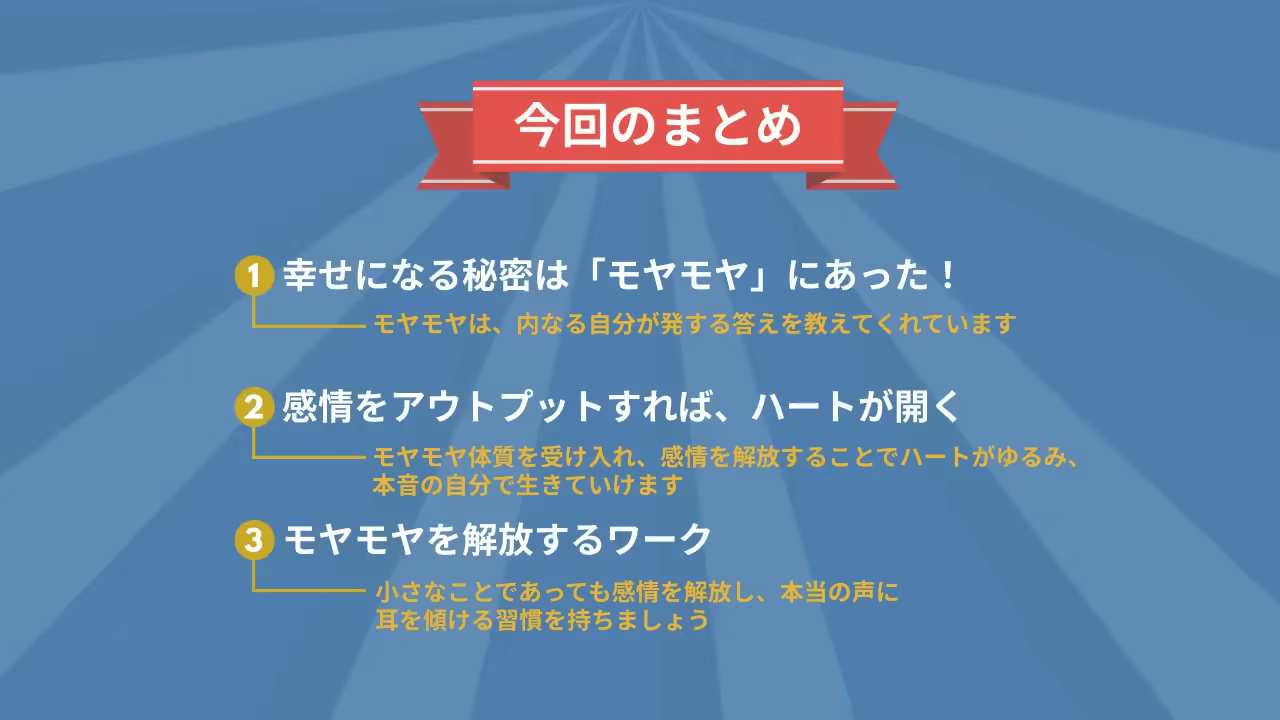 今回のまとめ
1 幸せになる秘密は「モヤモヤ」にあった！
モヤモヤは、内なる自分が発する答えを教えてくれています
2 感情をアウトプットすれば、ハートが開く
モヤモヤ体質を受け入れ、感情を解放することでハートがゆるみ、
本音の自分で生きていけます
3 モヤモヤを解放するワーク
小さなことであっても感情を解放し、本当の声に
耳を傾ける習慣を持ちましょう